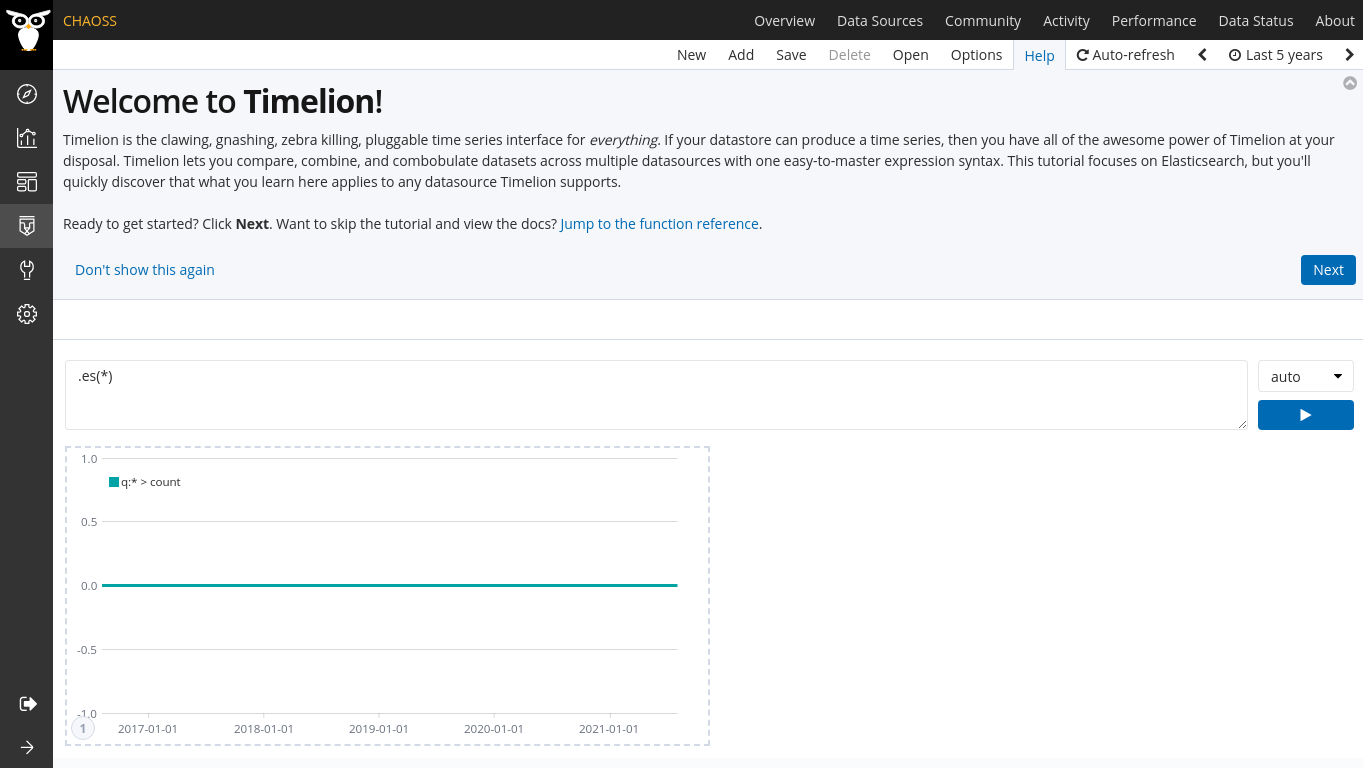 CHAOSS
Overview Data Sources Community Activity Performance Data Status About
New Add Save Delete Open Options Help Auto-refresh Last 5 years
Welcome to Timelion!
Timelion is the clawing, gnashing, zebra killing, pluggable time series interface for everything. If your datastore can produce a time series, then you have all of the awesome power of Timelion at your
disposal. Timelion lets you compare, combine, and combobulate datasets across multiple datasources with one easy-to-master expression syntax. This tutorial focuses on Elasticsearch, but you'll
quickly discover that what you learn here applies to any datasource Timelion supports.
Ready to get started? Click Next. Want to skip the tutorial and view the docs? Jump to the function reference.
Don't show this again
Next
.es(*)
auto
1.0
q:* > count
0.5
0.0
-0.5
-1.0
1
2017-01-01 2018-01-01 2019-01-01 2020-01-01 2021-01-01